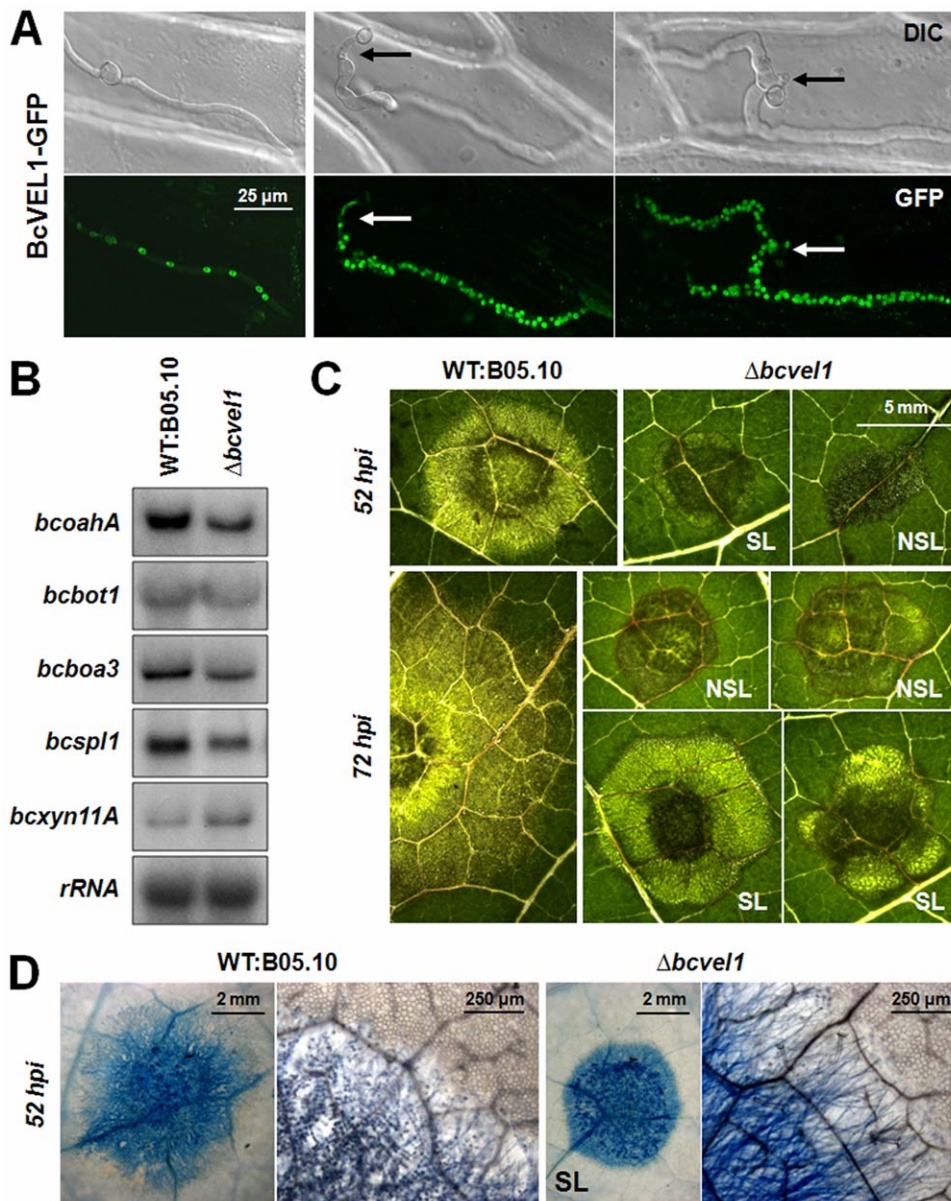 A
DIC
BcVEL1-GFP
25 µm
GFP
B
WT:B05.10
Δbcvel1
bcoahA
bcbot1
bcboa3
bcspl1
bcxyn11A
rRNA
C
WT:B05.10
Δbcvel1
52 hpi
5 mm
SL
NSL
72 hpi
NSL
NSL
SL
SL
D
WT:B05.10
Δbcvel1
52 hpi
2 mm
250 µm
2 mm
250 µm
SL